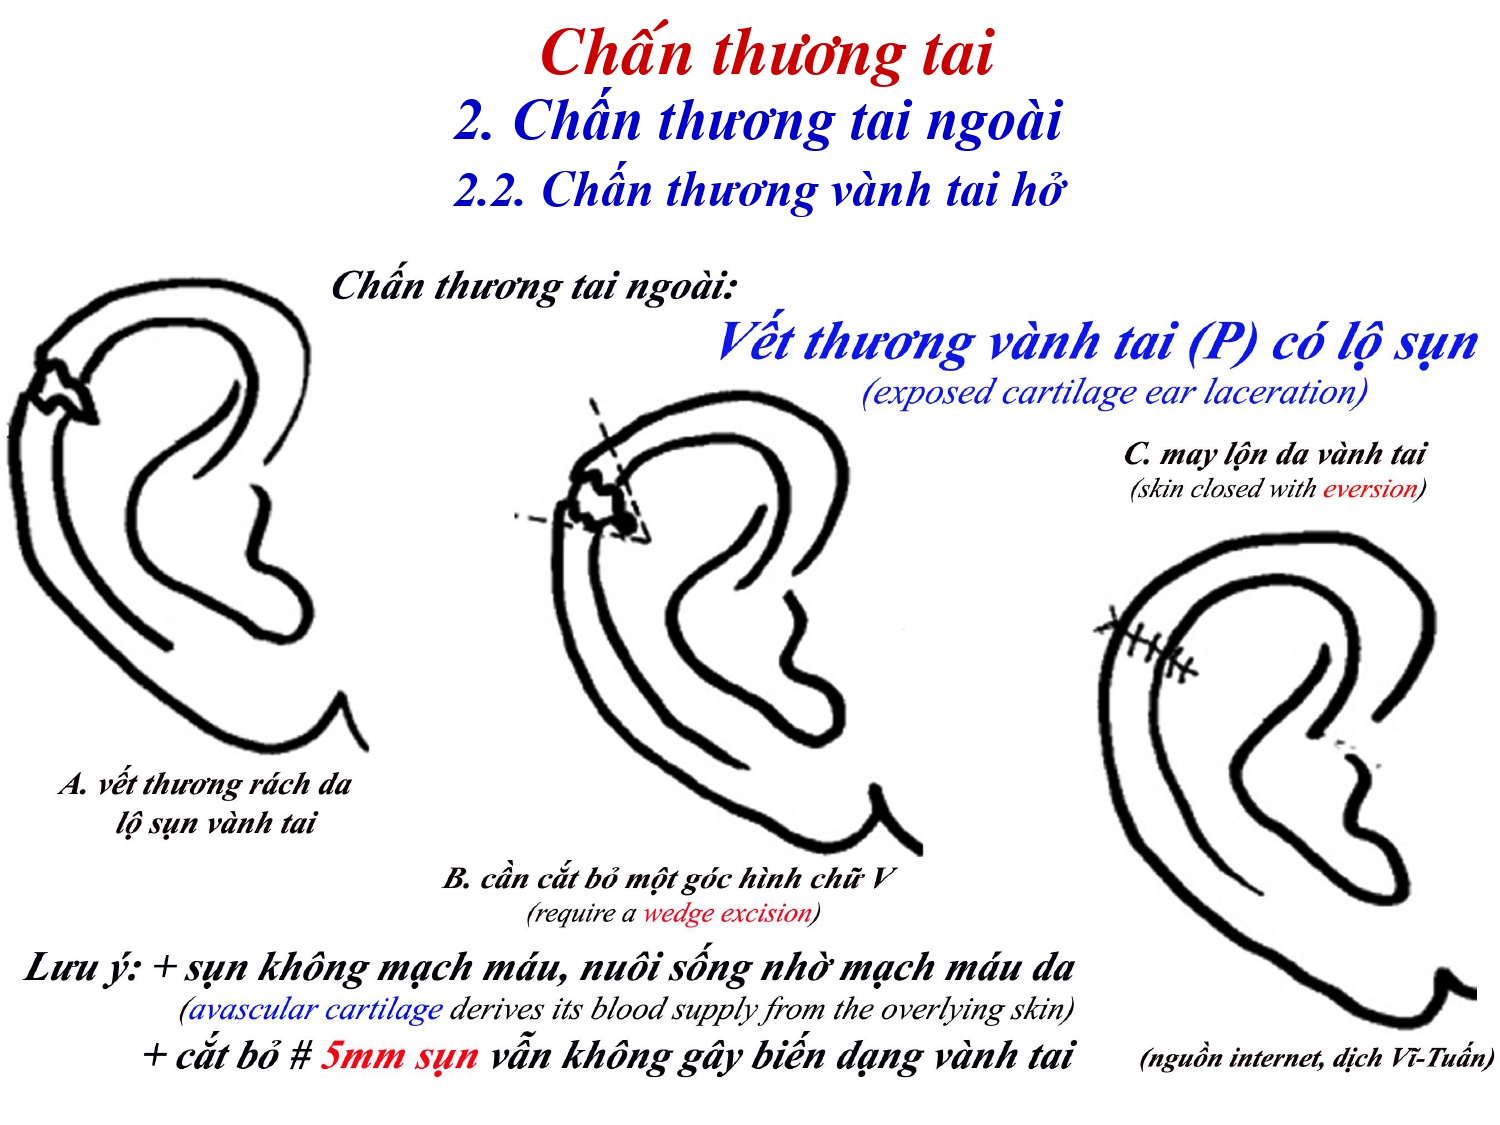 Chấn thương tai
2. Chấn thương tai ngoài
2.2. Chấn thương vành tai hở
Chấn thương tai ngoài:
Vết thương vành tai (P) có lộ sụn
(exposed cartilage ear laceration)
C. may lộn da vành tai
(skin closed with eversion)
A. vết thương rách da
lộ sụn vành tai
B. cần cắt bỏ một góc hình chữ V
(require a wedge excision)
Lưu ý: + sụn không mạch máu, nuôi sống nhờ mạch máu da
(avascular cartilage derives its blood supply from the overlying skin)
+ cắt bỏ # 5mm sụn vẫn không gây biến dạng vành tai
(nguồn internet, dịch Vĩ-Tuấn)